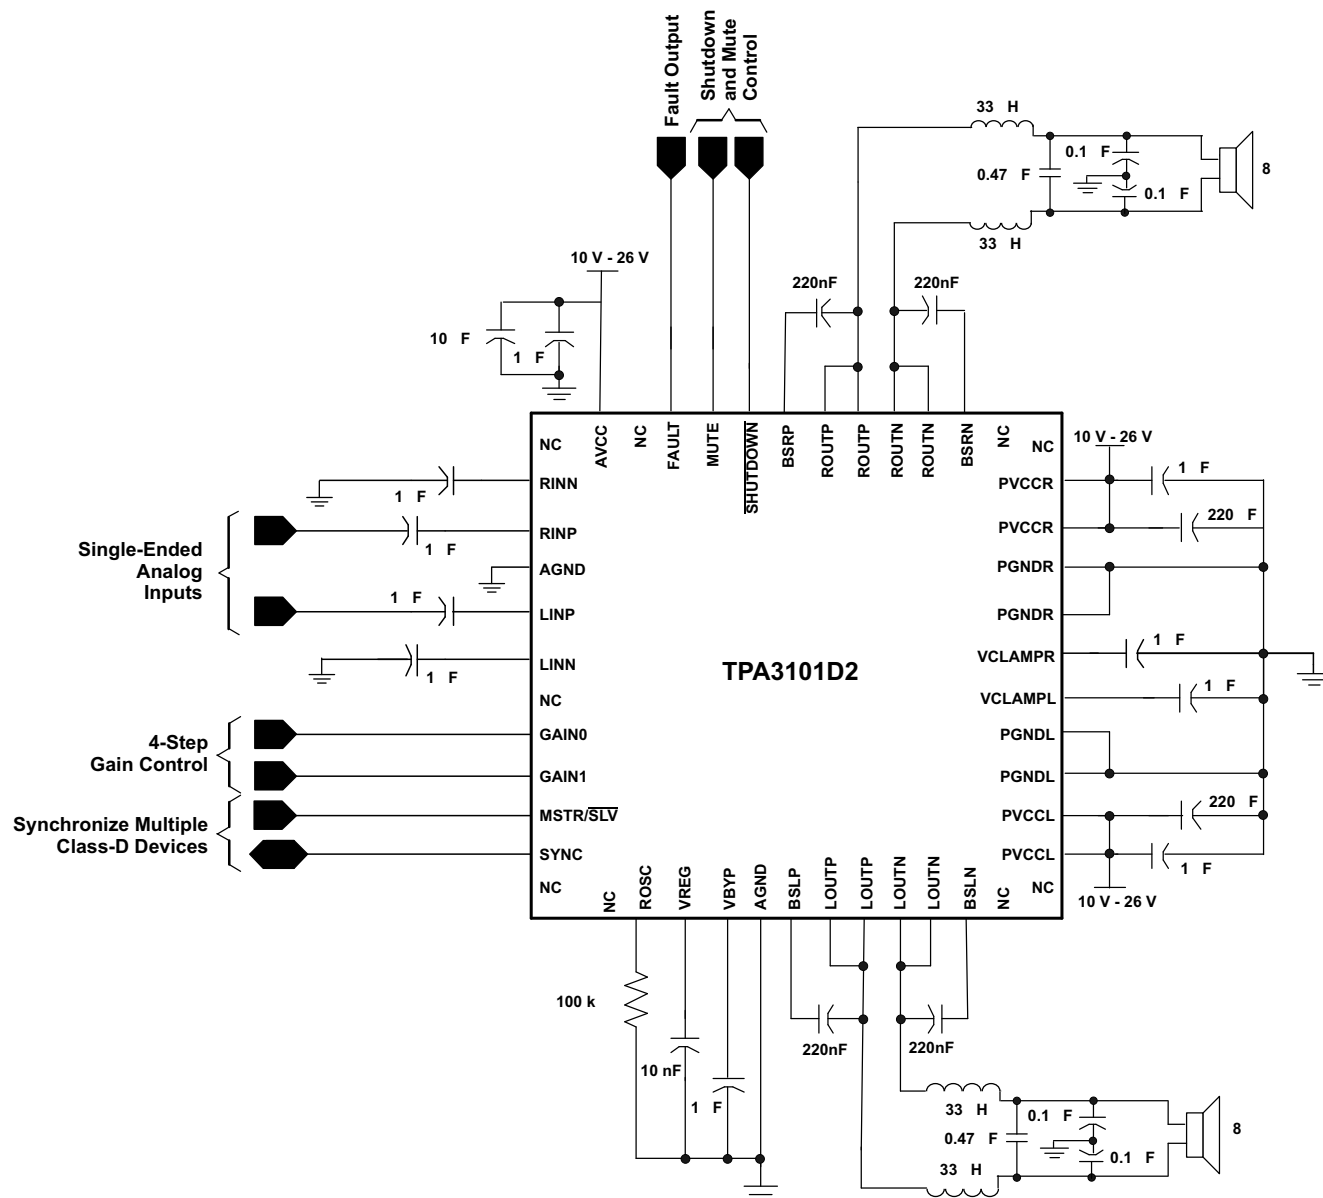 Fault Output
Shutdown
and Mute
Control
33 H
0.1 F
0.47 F
0.1 F
8
33 H
10 V - 26 V
220nF
220nF
10 F
1 F
NC
AVCC
NC
FAULT
MUTE
SHUTDOWN
BSRP
ROUTP
ROUTP
ROUTN
ROUTN
BSRN
NC
NC
10 V - 26 V
1 F
RINN
1 F
PVCCR
Single-Ended
Analog
Inputs
RINP
1 F
PVCCR
220 F
AGND
PGNDR
1 F
LINP
PGNDR
LINN
1 F
VCLAMPR
1 F
TPA3101D2
NC
VCLAMPL
1 F
4-Step
Gain Control
GAIN0
PGNDL
GAIN1
PGNDL
Synchronize Multiple
Class-D Devices
MSTR/SLV
PVCCL
220 F
SYNC
PVCCL
1 F
NC
NC
ROSC
VREG
VBYP
AGND
BSLP
LOUTP
LOUTP
LOUTN
LOUTN
BSLN
NC
NC
10 V - 26 V
100 k
220nF
220nF
10 nF
1 F
33 H
0.1 F
0.47 F
8
0.1 F
33 H